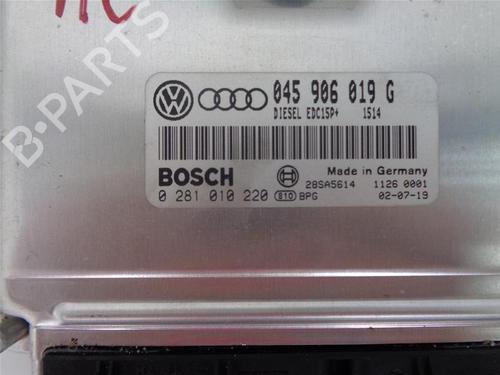 045 906 019 G
DIESEL EDC15P+ 1514
BOSCH
Made in Germany
28SA5614 1126 0001
0 281 010 220 810 BPG 02-07-19
B-Parts